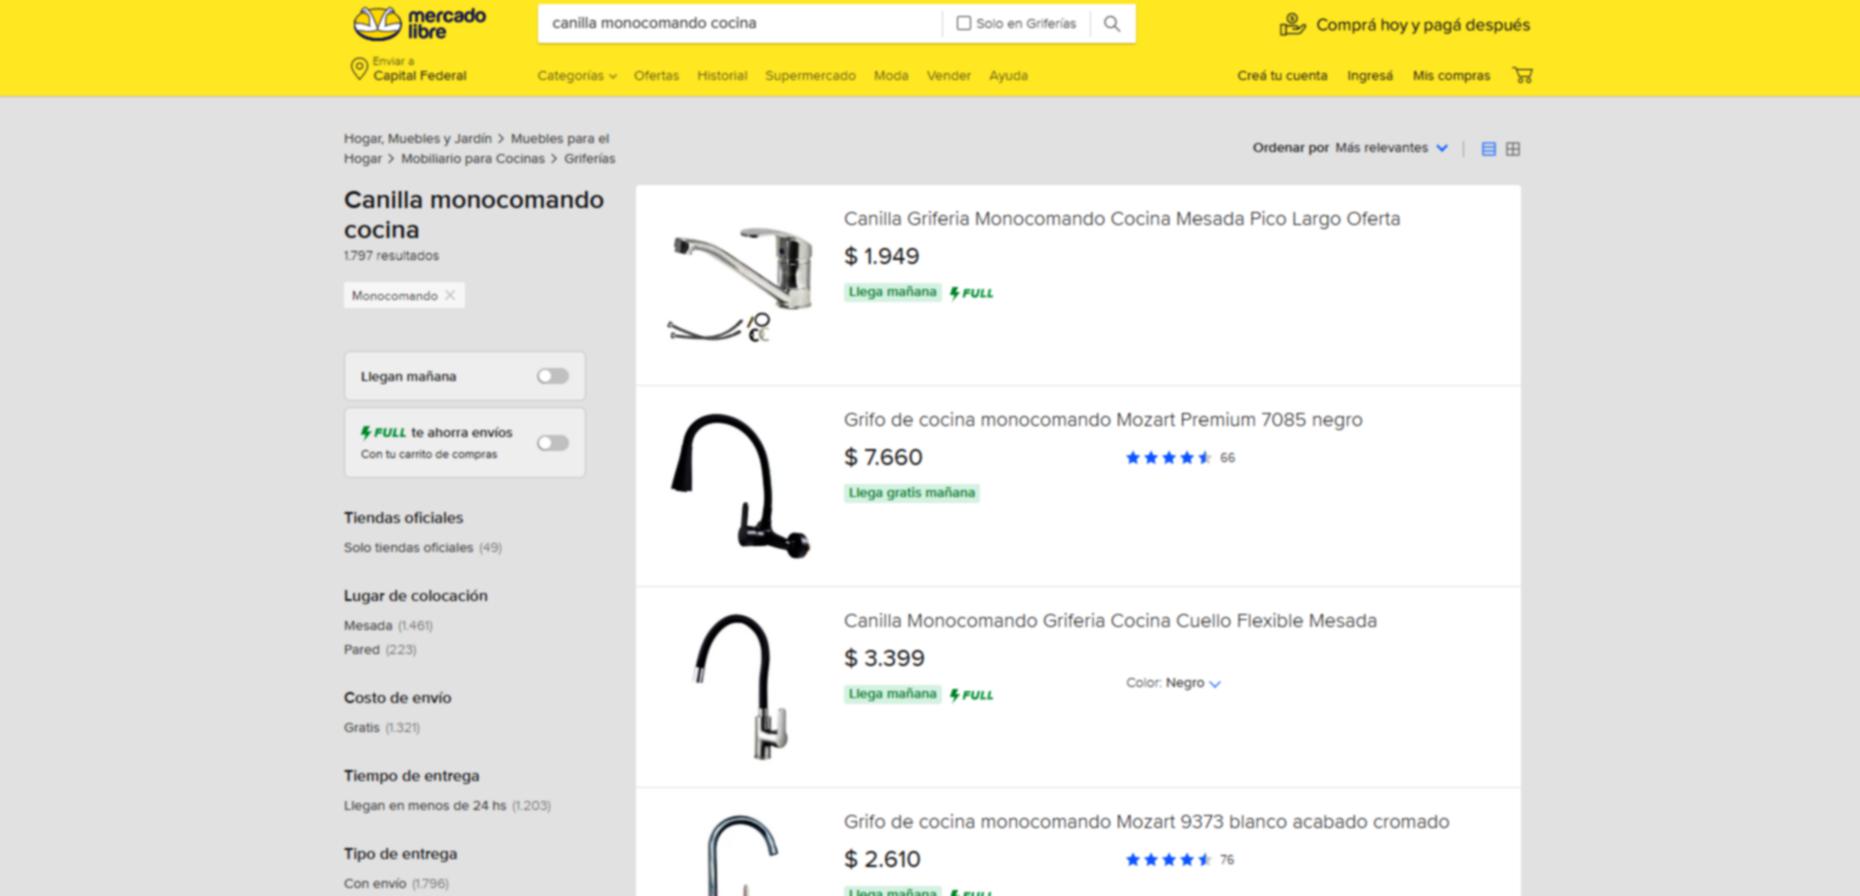 mercado
libre
canilla monocomando cocina
Solo en Griferías
Comprá hoy y pagá después
Enviar a
Capital Federal
Categorías
Ofertas
Historial
Supermercado
Moda
Vender
Ayuda
Creá tu cuenta
Ingresá
Mis compras
Hogar, Muebles y Jardín > Muebles para el
Hogar > Mobiliario para Cocinas > Griferías
Ordenar por Más relevantes
Canilla monocomando
cocina
1.797 resultados
Monocomando
Llegan mañana
FULL te ahorra envíos
Con tu carrito de compras
Tiendas oficiales
Solo tiendas oficiales (49)
Lugar de colocación
Mesada (1.461)
Pared (223)
Costo de envío
Gratis (1.321)
Tiempo de entrega
Llegan en menos de 24 hs (1.203)
Tipo de entrega
Con envío (1.796)
Canilla Griferia Monocomando Cocina Mesada Pico Largo Oferta
$ 1.949
Llega mañana FULL
Grifo de cocina monocomando Mozart Premium 7085 negro
$ 7.660
66
Llega gratis mañana
Canilla Monocomando Griferia Cocina Cuello Flexible Mesada
$ 3.399
Color: Negro
Llega mañana FULL
Grifo de cocina monocomando Mozart 9373 blanco acabado cromado
$ 2.610
76
Llega mañana FULL